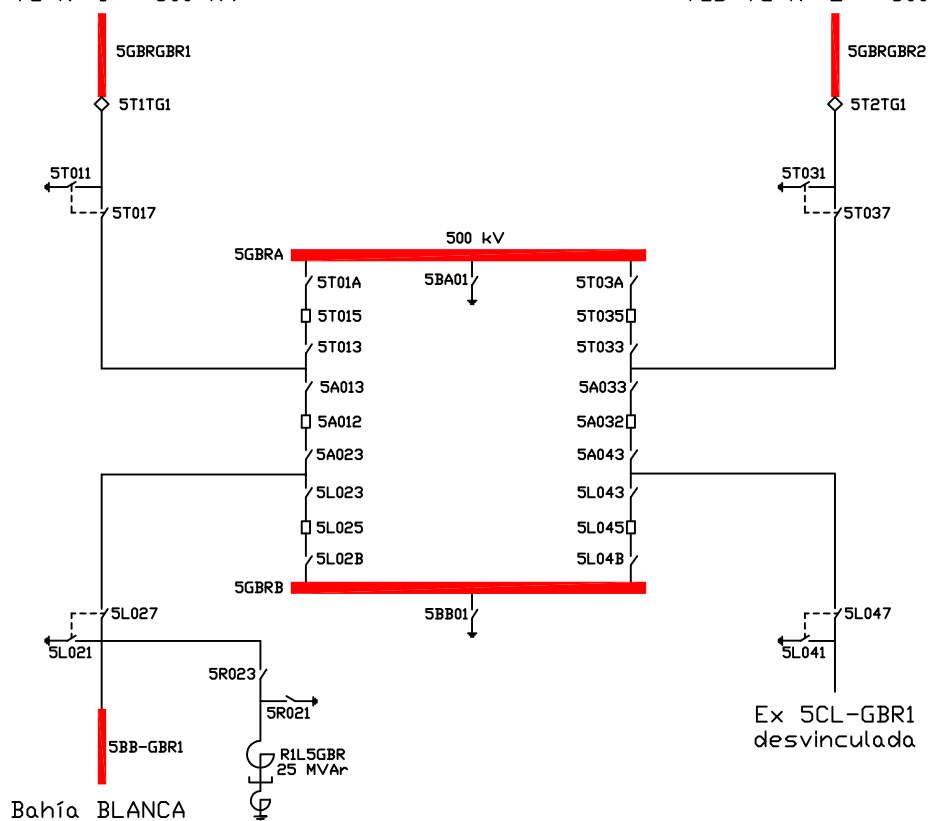 5GBRGBR1
5GBRGBR2
5T1TG1
5T2TG1
5T011
5T031
5T017
5T037
500 kV
5GBRA
5T01A
5BA01
5T03A
5T015
5T035
5T013
5T033
5A013
5A033
5A012
5A032
5A023
5A043
5L023
5L043
5L025
5L045
5L02B
5L04B
5GBRB
5L027
5BB01
5L047
5L021
5L041
5R023
5R021
5BB-GBR1
R1L5GBR
25 MVAr
Ex 5CL-GBR1
desvinculada
Bahía BLANCA